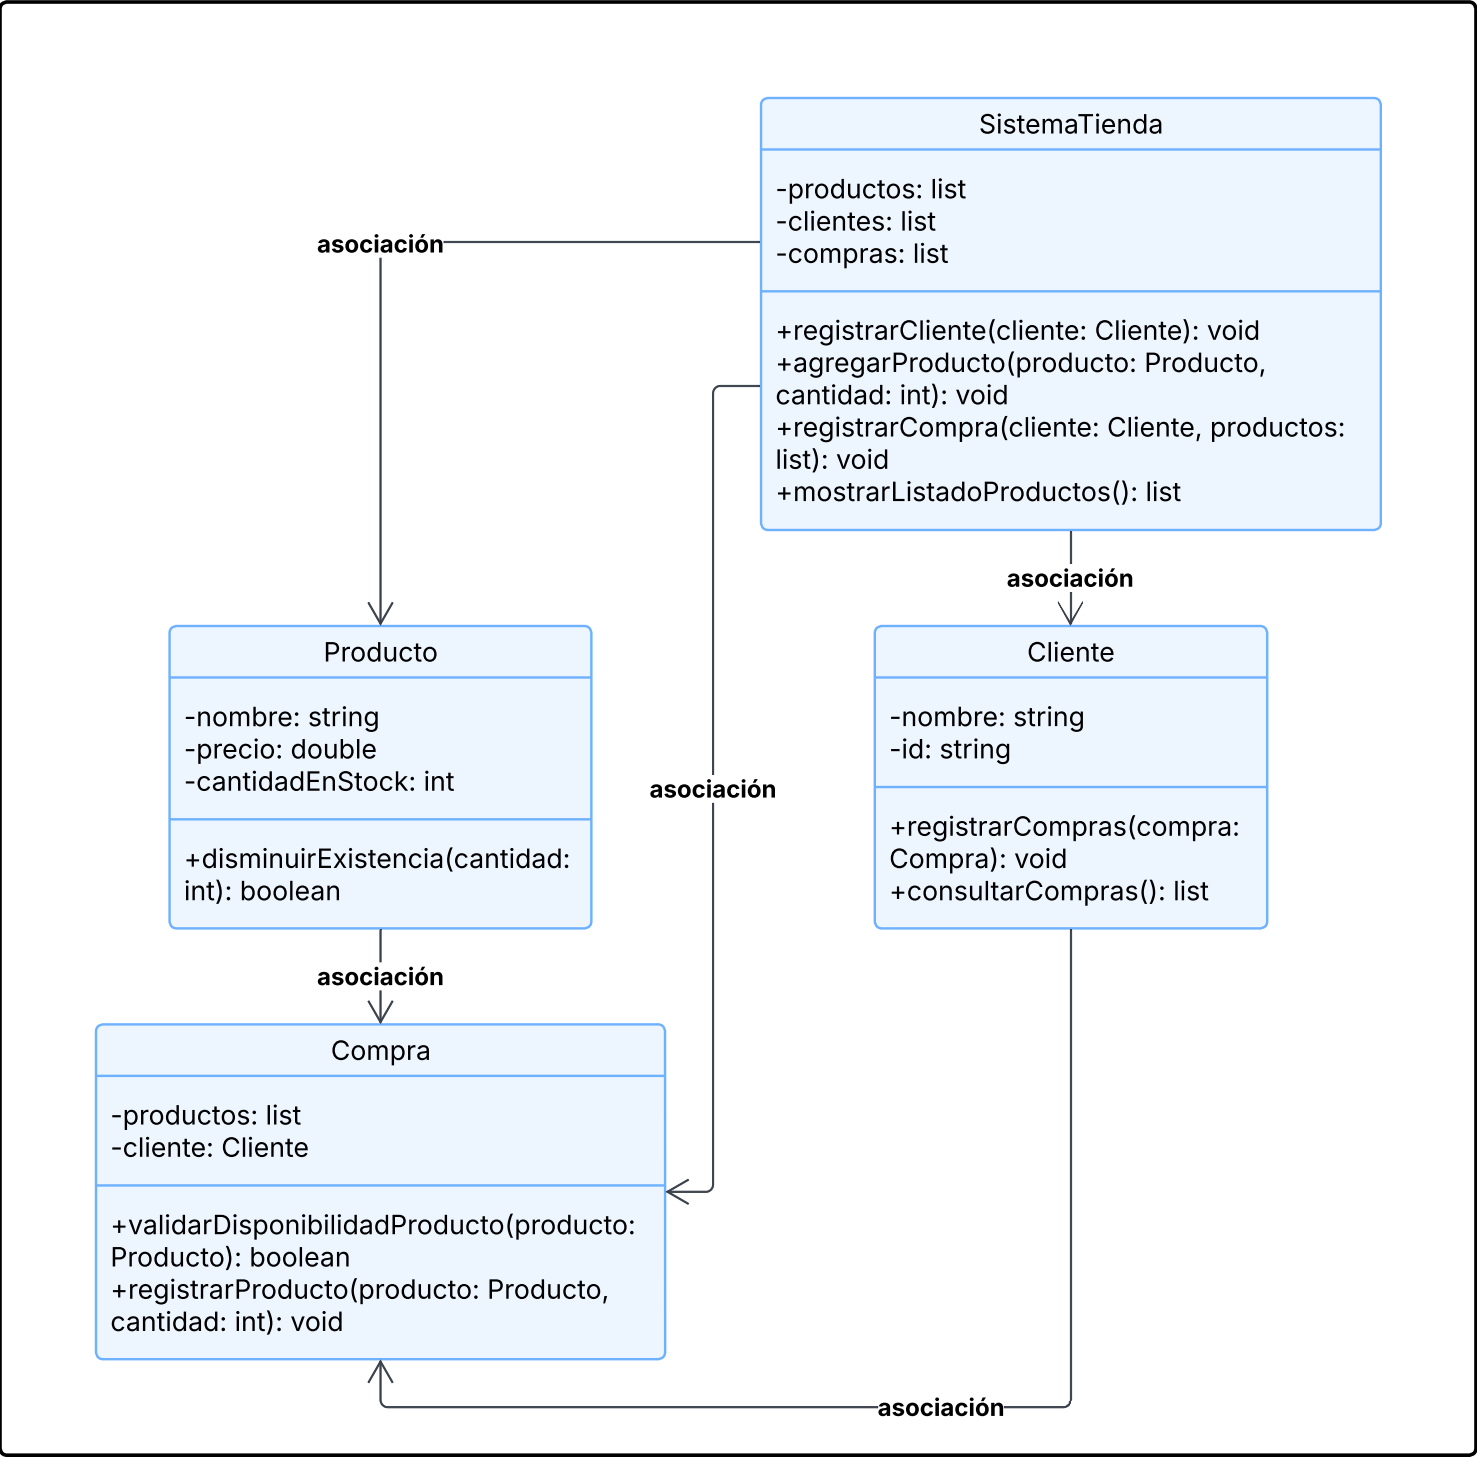 SistemaTienda
-productos: list
-clientes: list
-compras: list
+registrarCliente(cliente: Cliente): void
+agregarProducto(producto: Producto,
cantidad: int): void
+registrarCompra(cliente: Cliente, productos:
list): void
+mostrarListadoProductos(): list
asociación
asociación
asociación
Producto
-nombre: string
-precio: double
-cantidadEnStock: int
+disminuirExistencia(cantidad:
int): boolean
Cliente
-nombre: string
-id: string
+registrarCompras(compra:
Compra): void
+consultarCompras(): list
asociación
Compra
-productos: list
-cliente: Cliente
+validarDisponibilidadProducto(producto:
Producto): boolean
+registrarProducto(producto: Producto,
cantidad: int): void
asociación